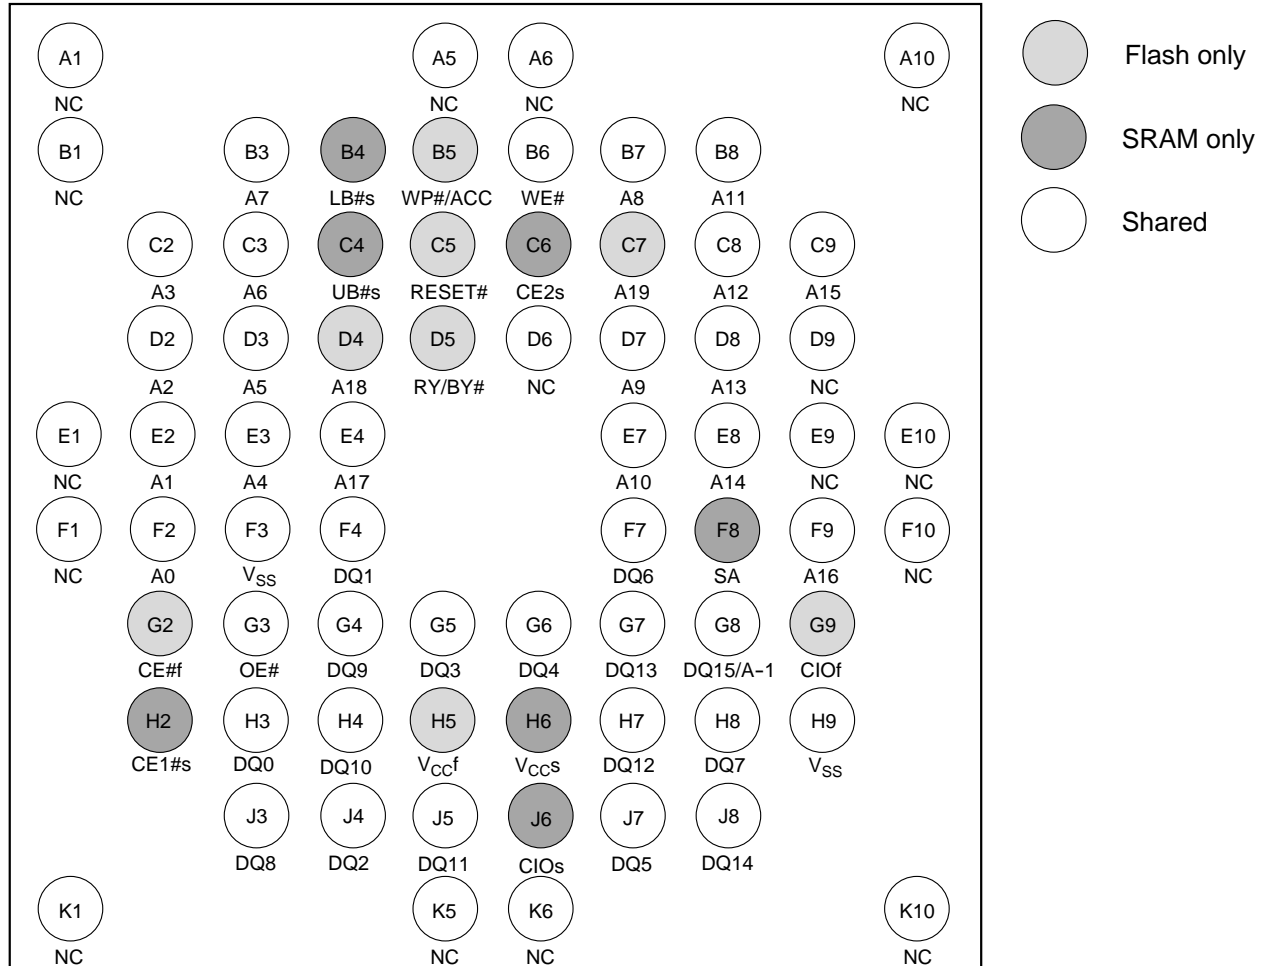 A1 A5 A6 A10 Flash only
NC NC NC NC
B1 B3 B4 B5 B6 B7 B8 SRAM only
NC A7 LB#s WP#/ACC WE# A8 A11
C2 C3 C4 C5 C6 C7 C8 C9 Shared
A3 A6 UB#s RESET# CE2s A19 A12 A15
D2 D3 D4 D5 D6 D7 D8 D9
A2 A5 A18 RY/BY# NC A9 A13 NC
E1 E2 E3 E4 E7 E8 E9 E10
NC A1 A4 A17 A10 A14 NC NC
F1 F2 F3 F4 F7 F8 F9 F10
NC A0 VSS DQ1 DQ6 SA A16 NC
G2 G3 G4 G5 G6 G7 G8 G9
CE#f OE# DQ9 DQ3 DQ4 DQ13 DQ15/A-1 CIOf
H2 H3 H4 H5 H6 H7 H8 H9
CE1#s DQ0 DQ10 VCCf VCCs DQ12 DQ7 VSS
J3 J4 J5 J6 J7 J8
DQ8 DQ2 DQ11 CIOs DQ5 DQ14
K1 K5 K6 K10
NC NC NC NC